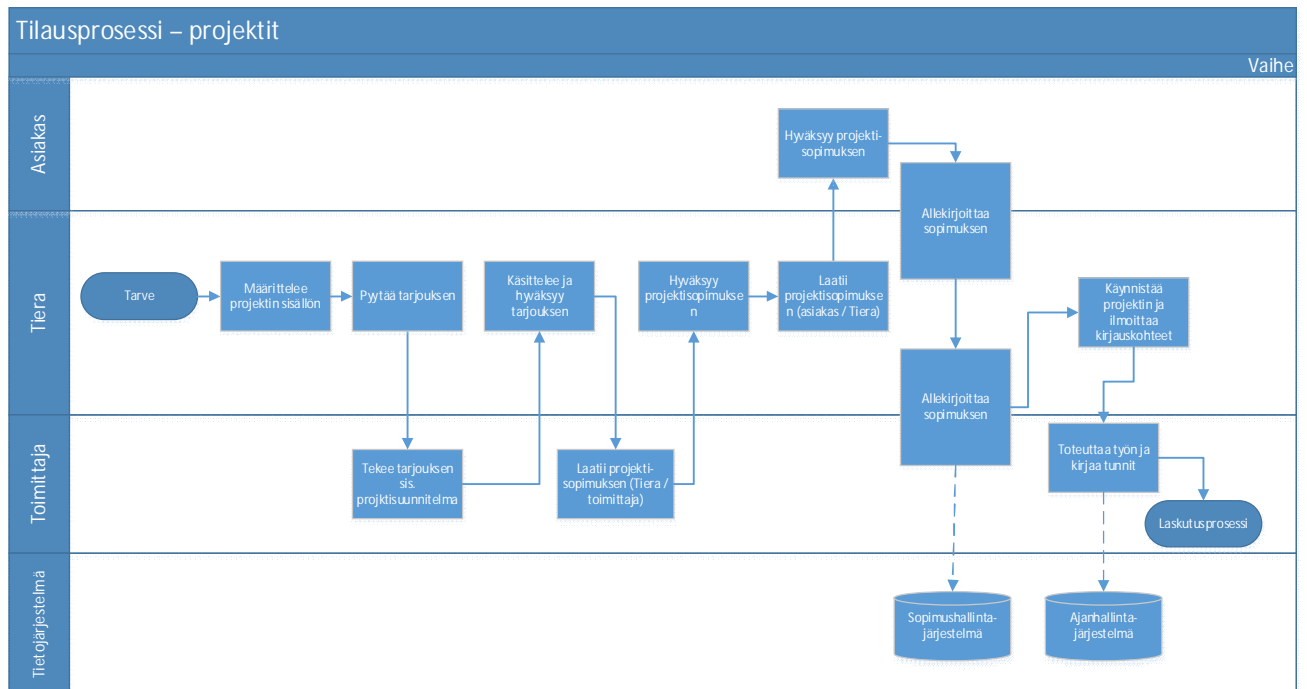 Tilausprosessi – projektit
Vaihe
Asiakas
Hyväksyy projekti-
sopimuksen
Allekirjoittaa
sopimuksen
Tiera
Tarve
Määrittelee
projektin sisällön
Pyytää tarjouksen
Käsittelee ja
hyväksyy
tarjouksen
Hyväksyy
projektisopimukse
n
Laatii
projektisopimukse
n (asiakas / Tiera)
Käynnistää
projektin ja
ilmoittaa
kirjauskohteet
Allekirjoittaa
sopimuksen
Toimittaja
Tekee tarjouksen
sis.
projktisuunnitelma
Laatii projekti-
sopimuksen (Tiera /
toimittaja)
Toteuttaa työn ja
kirjaa tunnit
Laskutusprosessi
Tietojärjestelmä
Sopimushallinta-
järjestelmä
Ajanhallinta-
järjestelmä